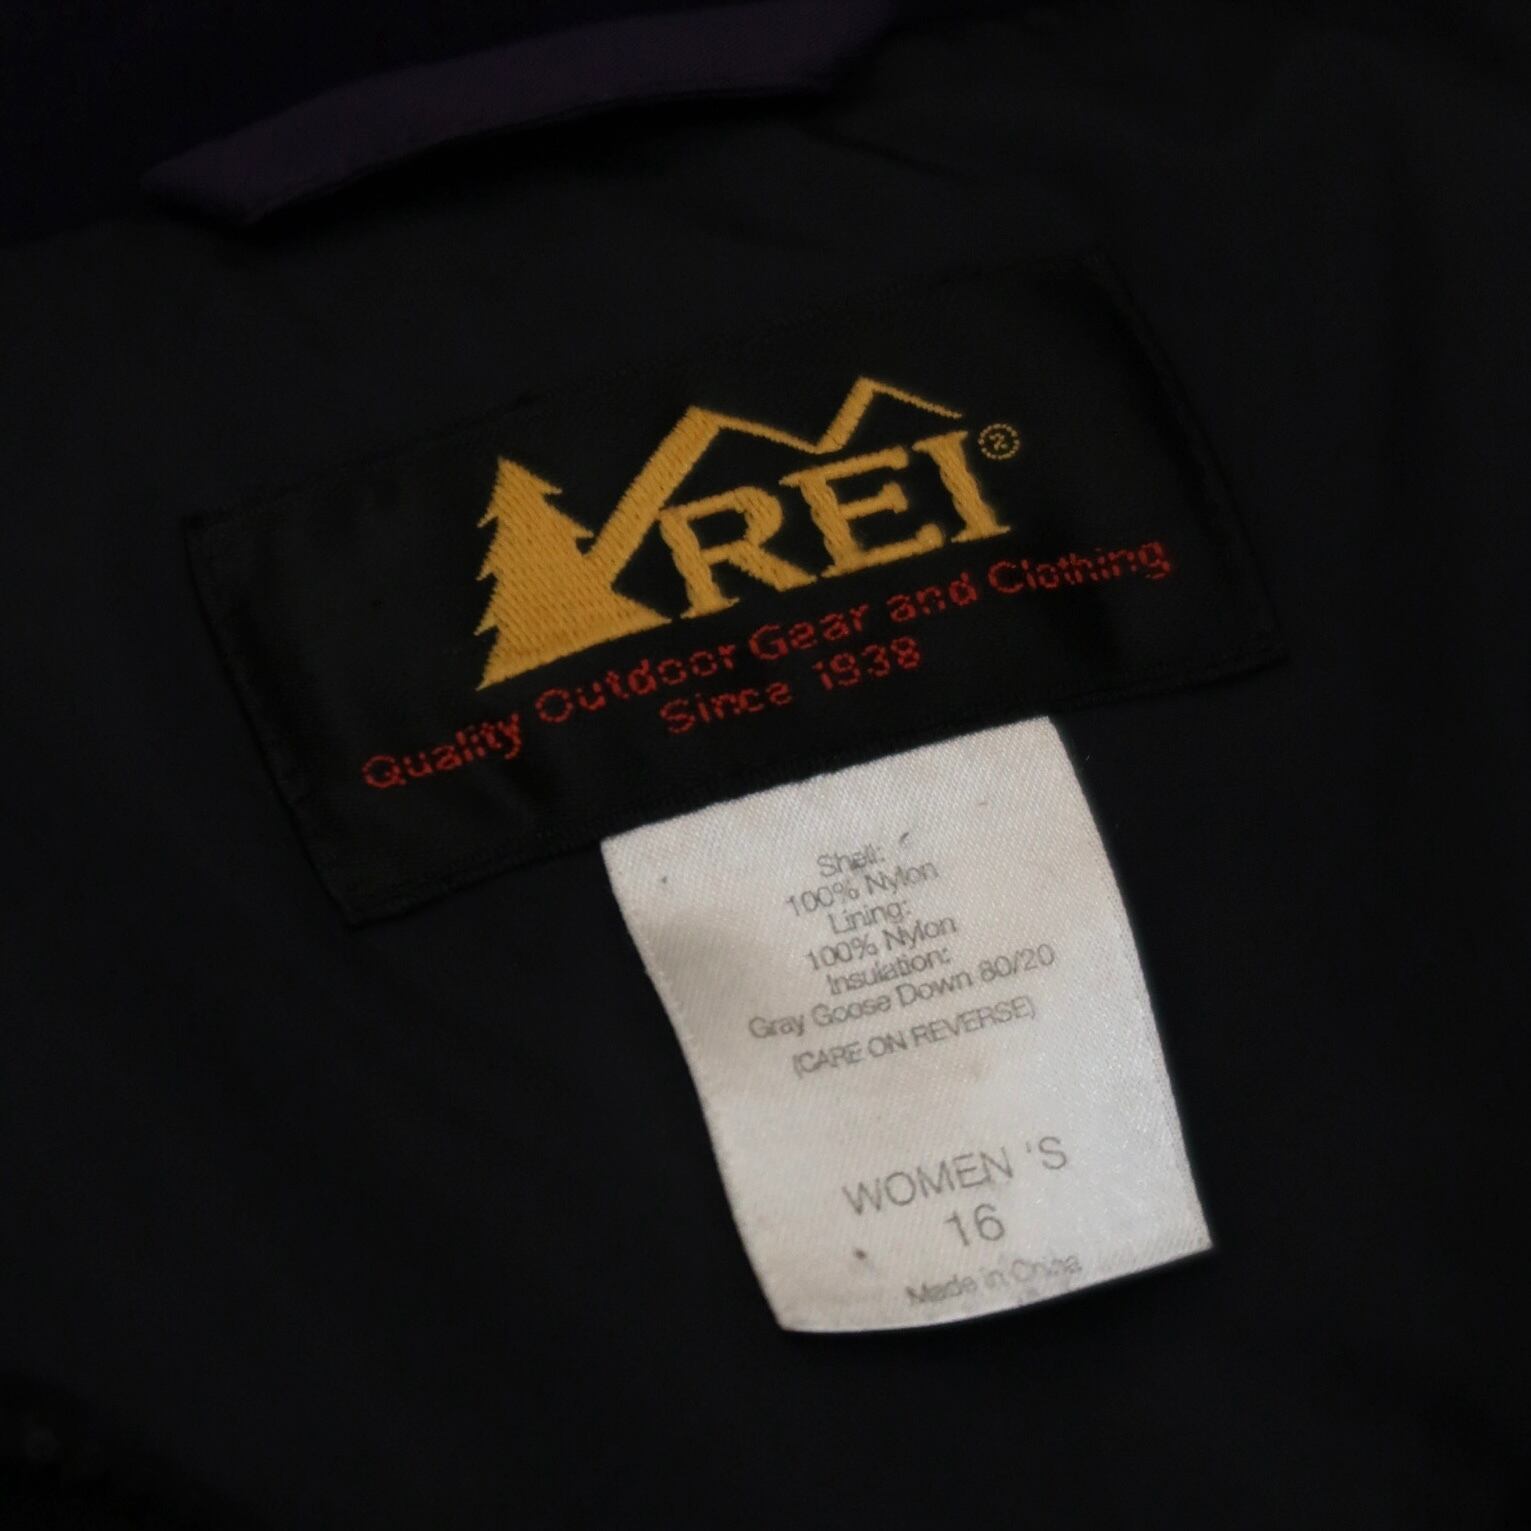 REI®
Quality Outdoor Gear and Clothing
Since 1938
Shell:
100% Nylon
Lining:
100% Nylon
Insulation:
Gray Goose Down 80/20
(CARE ON REVERSE)
WOMEN 'S
16
Made in China